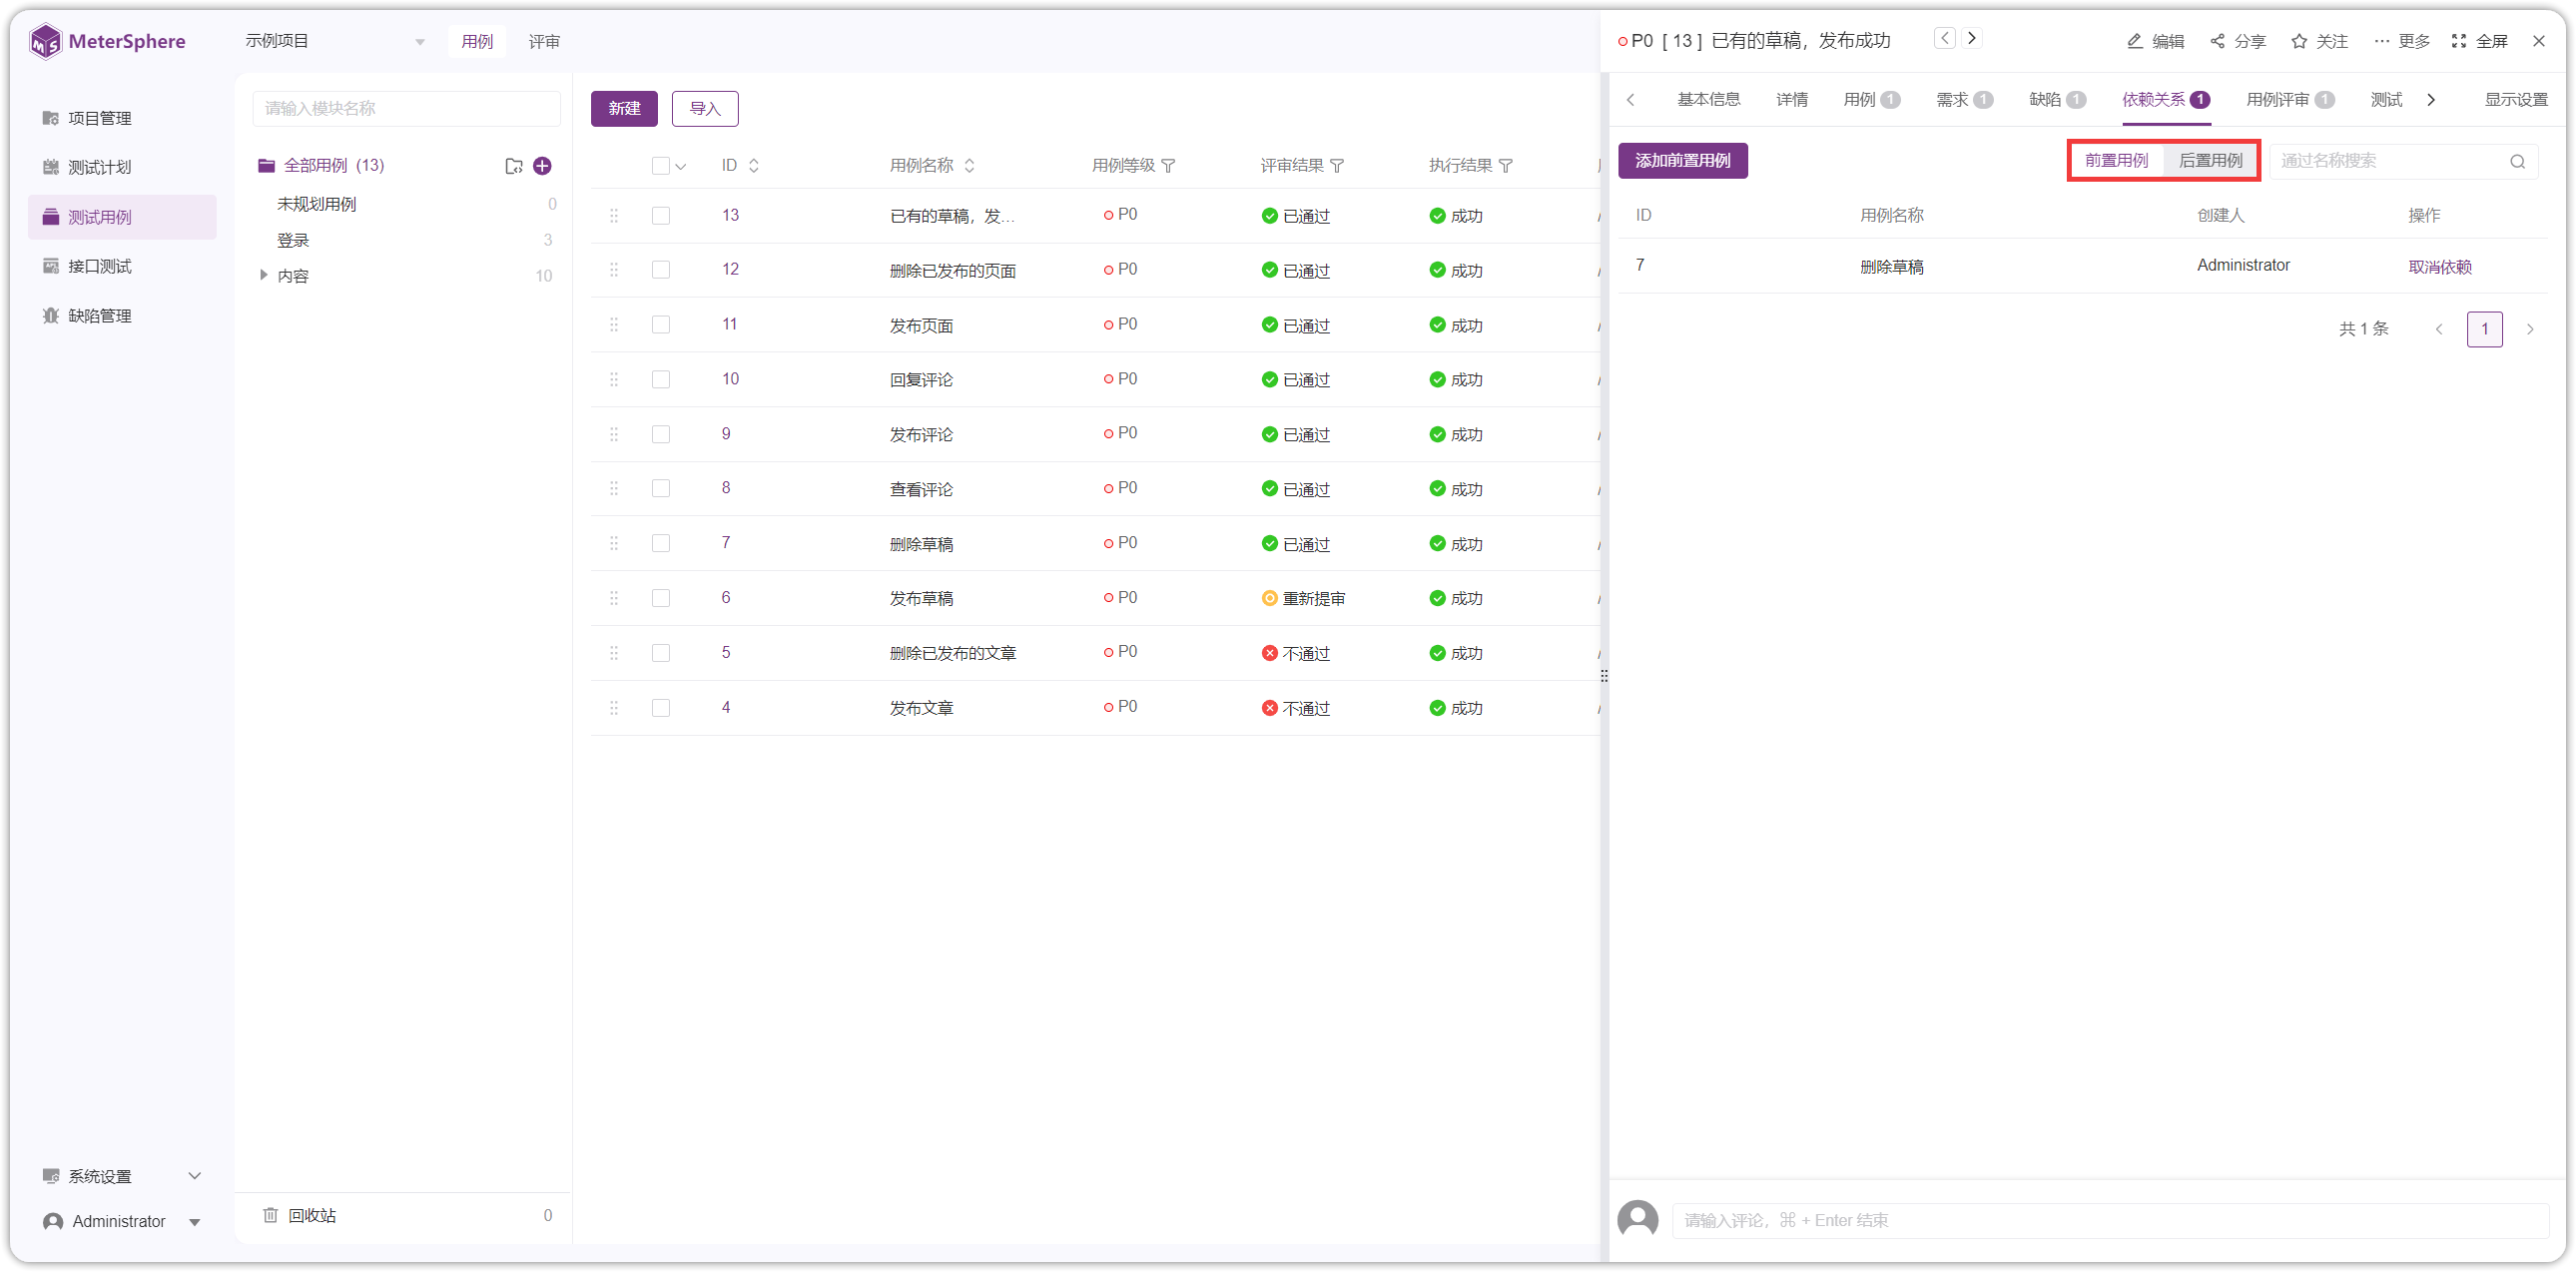 MeterSphere
示例项目
用例
评审
项目管理
测试计划
测试用例
接口测试
缺陷管理
系统设置
Administrator
请输入模块名称
全部用例 (13)
未规划用例 0
登录 3
内容 10
回收站 0
新建
导入
ID 用例名称 用例等级 评审结果 执行结果
13 已有的草稿，发... P0 已通过 成功
12 删除已发布的页面 P0 已通过 成功
11 发布页面 P0 已通过 成功
10 回复评论 P0 已通过 成功
9 发布评论 P0 已通过 成功
8 查看评论 P0 已通过 成功
7 删除草稿 P0 已通过 成功
6 发布草稿 P0 重新提审 成功
5 删除已发布的文章 P0 不通过 成功
4 发布文章 P0 不通过 成功
P0 [ 13 ] 已有的草稿，发布成功
编辑 分享 关注 更多 全屏
基本信息 详情 用例 1 需求 1 缺陷 1 依赖关系 1 用例评审 1 测试 显示设置
添加前置用例 前置用例 后置用例 通过名称搜索
ID 用例名称 创建人 操作
7 删除草稿 Administrator 取消依赖
共 1 条 1
请输入评论，⌘ + Enter 结束